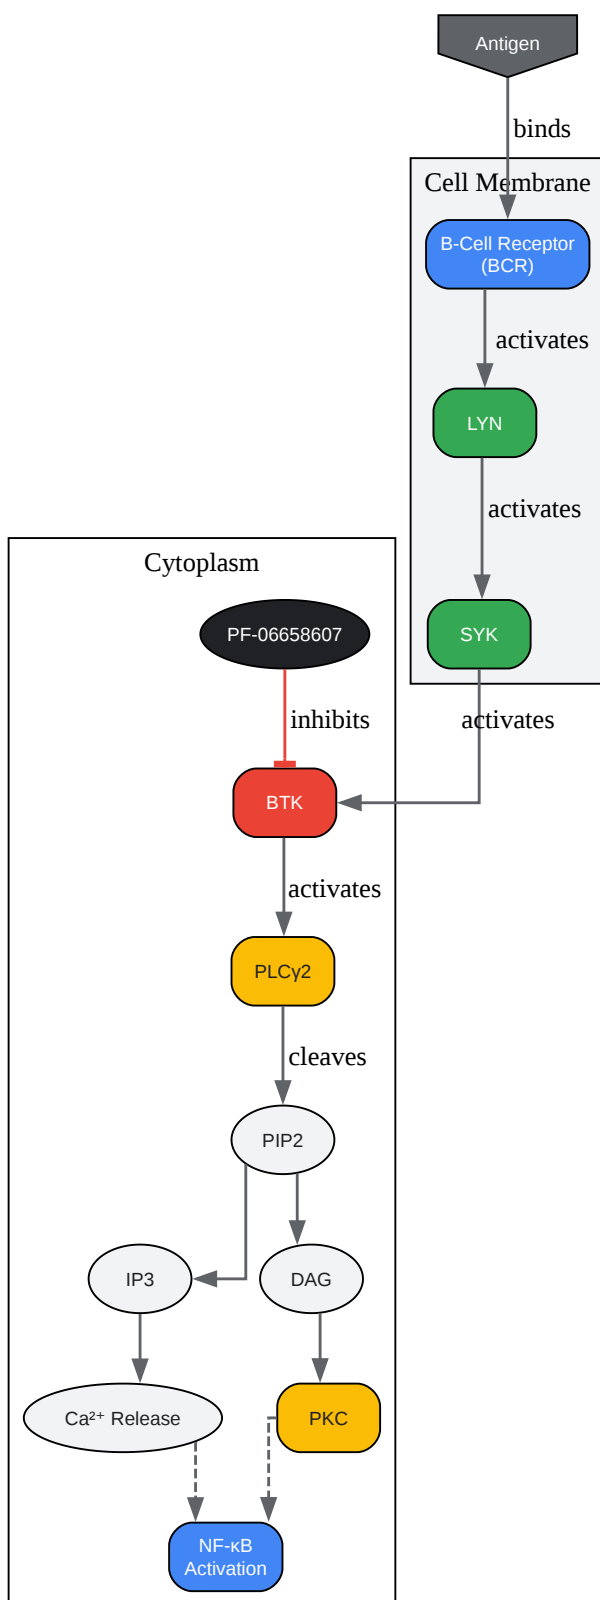 Antigen
binds
Cell Membrane
B-Cell Receptor
(BCR)
activates
LYN
activates
SYK
activates
Cytoplasm
PF-06658607
inhibits
BTK
activates
PLCγ2
cleaves
PIP2
IP3
DAG
Ca²⁺ Release
PKC
NF-κB
Activation